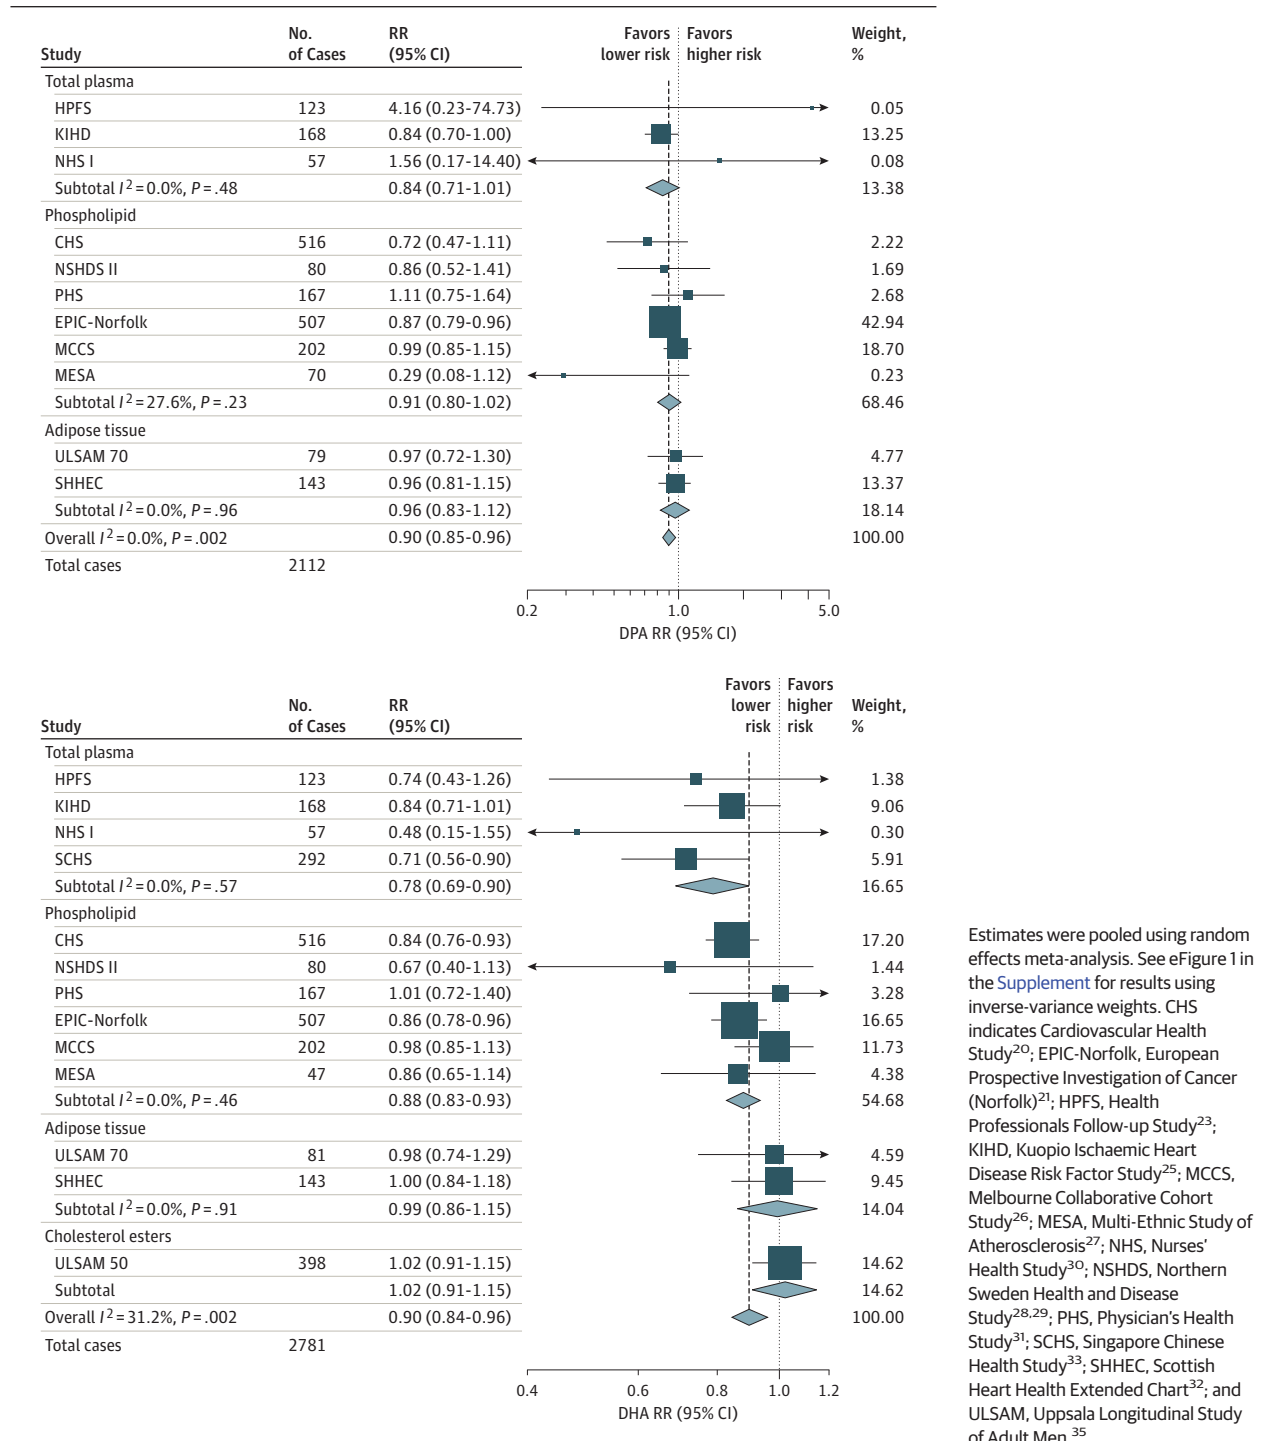 Study No. of Cases RR (95% CI) Favors lower risk Favors higher risk Weight, %
Total plasma
HPFS 123 4.16 (0.23-74.73) 0.05
KIHD 168 0.84 (0.70-1.00) 13.25
NHS I 57 1.56 (0.17-14.40) 0.08
Subtotal I² = 0.0%, P = .48 0.84 (0.71-1.01) 13.38
Phospholipid
CHS 516 0.72 (0.47-1.11) 2.22
NSHDS II 80 0.86 (0.52-1.41) 1.69
PHS 167 1.11 (0.75-1.64) 2.68
EPIC-Norfolk 507 0.87 (0.79-0.96) 42.94
MCCS 202 0.99 (0.85-1.15) 18.70
MESA 70 0.29 (0.08-1.12) 0.23
Subtotal I² = 27.6%, P = .23 0.91 (0.80-1.02) 68.46
Adipose tissue
ULSAM 70 79 0.97 (0.72-1.30) 4.77
SHHEC 143 0.96 (0.81-1.15) 13.37
Subtotal I² = 0.0%, P = .96 0.96 (0.83-1.12) 18.14
Overall I² = 0.0%, P = .002 0.90 (0.85-0.96) 100.00
Total cases 2112
0.2 1.0 5.0
DPA RR (95% CI)
Study No. of Cases RR (95% CI) Favors lower risk Favors higher risk Weight, %
Total plasma
HPFS 123 0.74 (0.43-1.26) 1.38
KIHD 168 0.84 (0.71-1.01) 9.06
NHS I 57 0.48 (0.15-1.55) 0.30
SCHS 292 0.71 (0.56-0.90) 5.91
Subtotal I² = 0.0%, P = .57 0.78 (0.69-0.90) 16.65
Phospholipid
CHS 516 0.84 (0.76-0.93) 17.20
NSHDS II 80 0.67 (0.40-1.13) 1.44
PHS 167 1.01 (0.72-1.40) 3.28
EPIC-Norfolk 507 0.86 (0.78-0.96) 16.65
MCCS 202 0.98 (0.85-1.13) 11.73
MESA 47 0.86 (0.65-1.14) 4.38
Subtotal I² = 0.0%, P = .46 0.88 (0.83-0.93) 54.68
Adipose tissue
ULSAM 70 81 0.98 (0.74-1.29) 4.59
SHHEC 143 1.00 (0.84-1.18) 9.45
Subtotal I² = 0.0%, P = .91 0.99 (0.86-1.15) 14.04
Cholesterol esters
ULSAM 50 398 1.02 (0.91-1.15) 14.62
Subtotal 1.02 (0.91-1.15) 14.62
Overall I² = 31.2%, P = .002 0.90 (0.84-0.96) 100.00
Total cases 2781
0.4 0.6 0.8 1.0 1.2
DHA RR (95% CI)
Estimates were pooled using random
effects meta-analysis. See eFigure 1 in
the Supplement for results using
inverse-variance weights. CHS
indicates Cardiovascular Health
Study²⁰; EPIC-Norfolk, European
Prospective Investigation of Cancer
(Norfolk)²¹; HPFS, Health
Professionals Follow-up Study²³;
KIHD, Kuopio Ischaemic Heart
Disease Risk Factor Study²⁵; MCCS,
Melbourne Collaborative Cohort
Study²⁶; MESA, Multi-Ethnic Study of
Atherosclerosis²⁷; NHS, Nurses'
Health Study³⁰; NSHDS, Northern
Sweden Health and Disease
Study²⁸,²⁹; PHS, Physician's Health
Study³¹; SCHS, Singapore Chinese
Health Study³³; SHHEC, Scottish
Heart Health Extended Chart³²; and
ULSAM, Uppsala Longitudinal Study
of Adult Men.³⁵